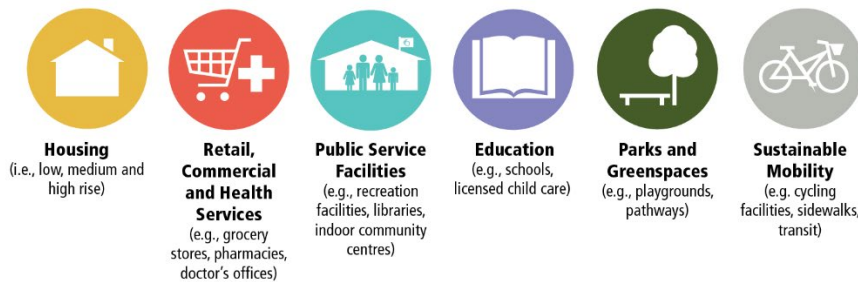 Housing
(i.e., low, medium and
high rise)
Retail,
Commercial
and Health
Services
(e.g., grocery
stores, pharmacies,
doctor's offices)
Public Service
Facilities
(e.g., recreation
facilities, libraries,
indoor community
centres)
Education
(e.g., schools,
licensed child care)
Parks and
Greenspaces
(e.g., playgrounds,
pathways)
Sustainable
Mobility
(e.g. cycling
facilities, sidewalks,
transit)